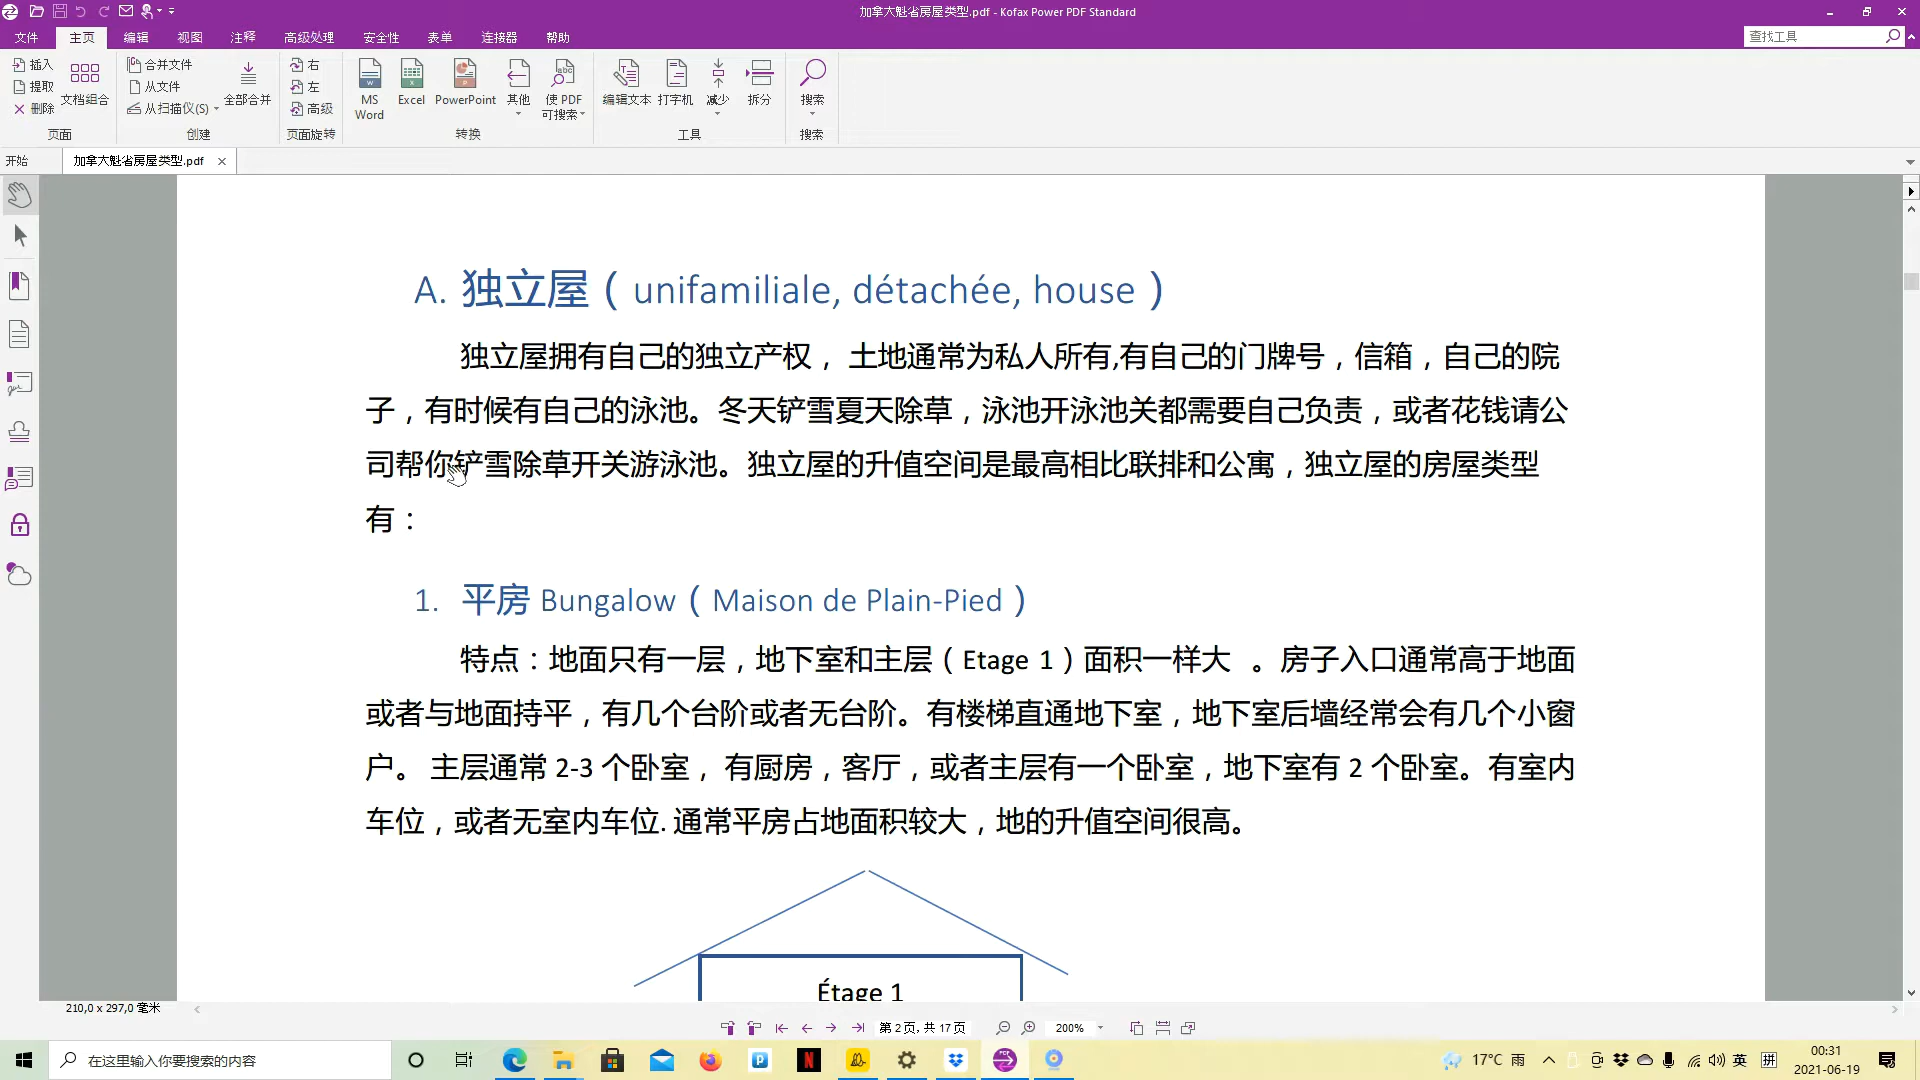 加拿大魁省房屋类型.pdf - Kofax Power PDF Standard
文件 主页 编辑 视图 注释 高级处理 安全性 表单 连接器 帮助
查找工具
插入
提取
删除
文档组合
页面
合并文件
从文件
从扫描仪(S)
全部合并
创建
右
左
高级
页面旋转
MS
Word
Excel
PowerPoint
其他
使 PDF
可搜索
转换
编辑文本
打字机
减少
拆分
工具
搜索
搜索
开始
加拿大魁省房屋类型.pdf
A. 独立屋（unifamiliale, détachée, house）
独立屋拥有自己的独立产权， 土地通常为私人所有,有自己的门牌号，信箱，自己的院
子，有时候有自己的泳池。冬天铲雪夏天除草，泳池开泳池关都需要自己负责，或者花钱请公
司帮你铲雪除草开关游泳池。独立屋的升值空间是最高相比联排和公寓，独立屋的房屋类型
有：
1. 平房 Bungalow（Maison de Plain-Pied）
特点：地面只有一层，地下室和主层（Etage 1）面积一样大 。房子入口通常高于地面
或者与地面持平，有几个台阶或者无台阶。有楼梯直通地下室，地下室后墙经常会有几个小窗
户。 主层通常 2-3 个卧室， 有厨房，客厅，或者主层有一个卧室，地下室有 2 个卧室。有室内
车位，或者无室内车位. 通常平房占地面积较大，地的升值空间很高。
Étage 1
210,0 x 297,0 毫米
第 2 页, 共 17 页
200%
在这里输入你要搜索的内容
17°C 雨
英
拼
00:31
2021-06-19